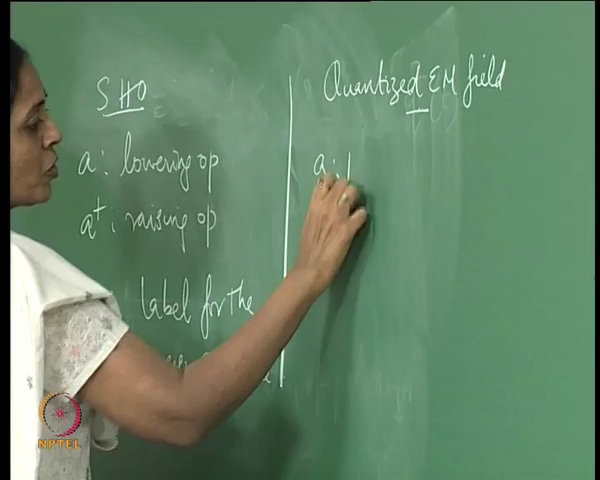 SHO
a : lowering op
a† : raising op
label for the
Quantized EM field
a :
NPTEL